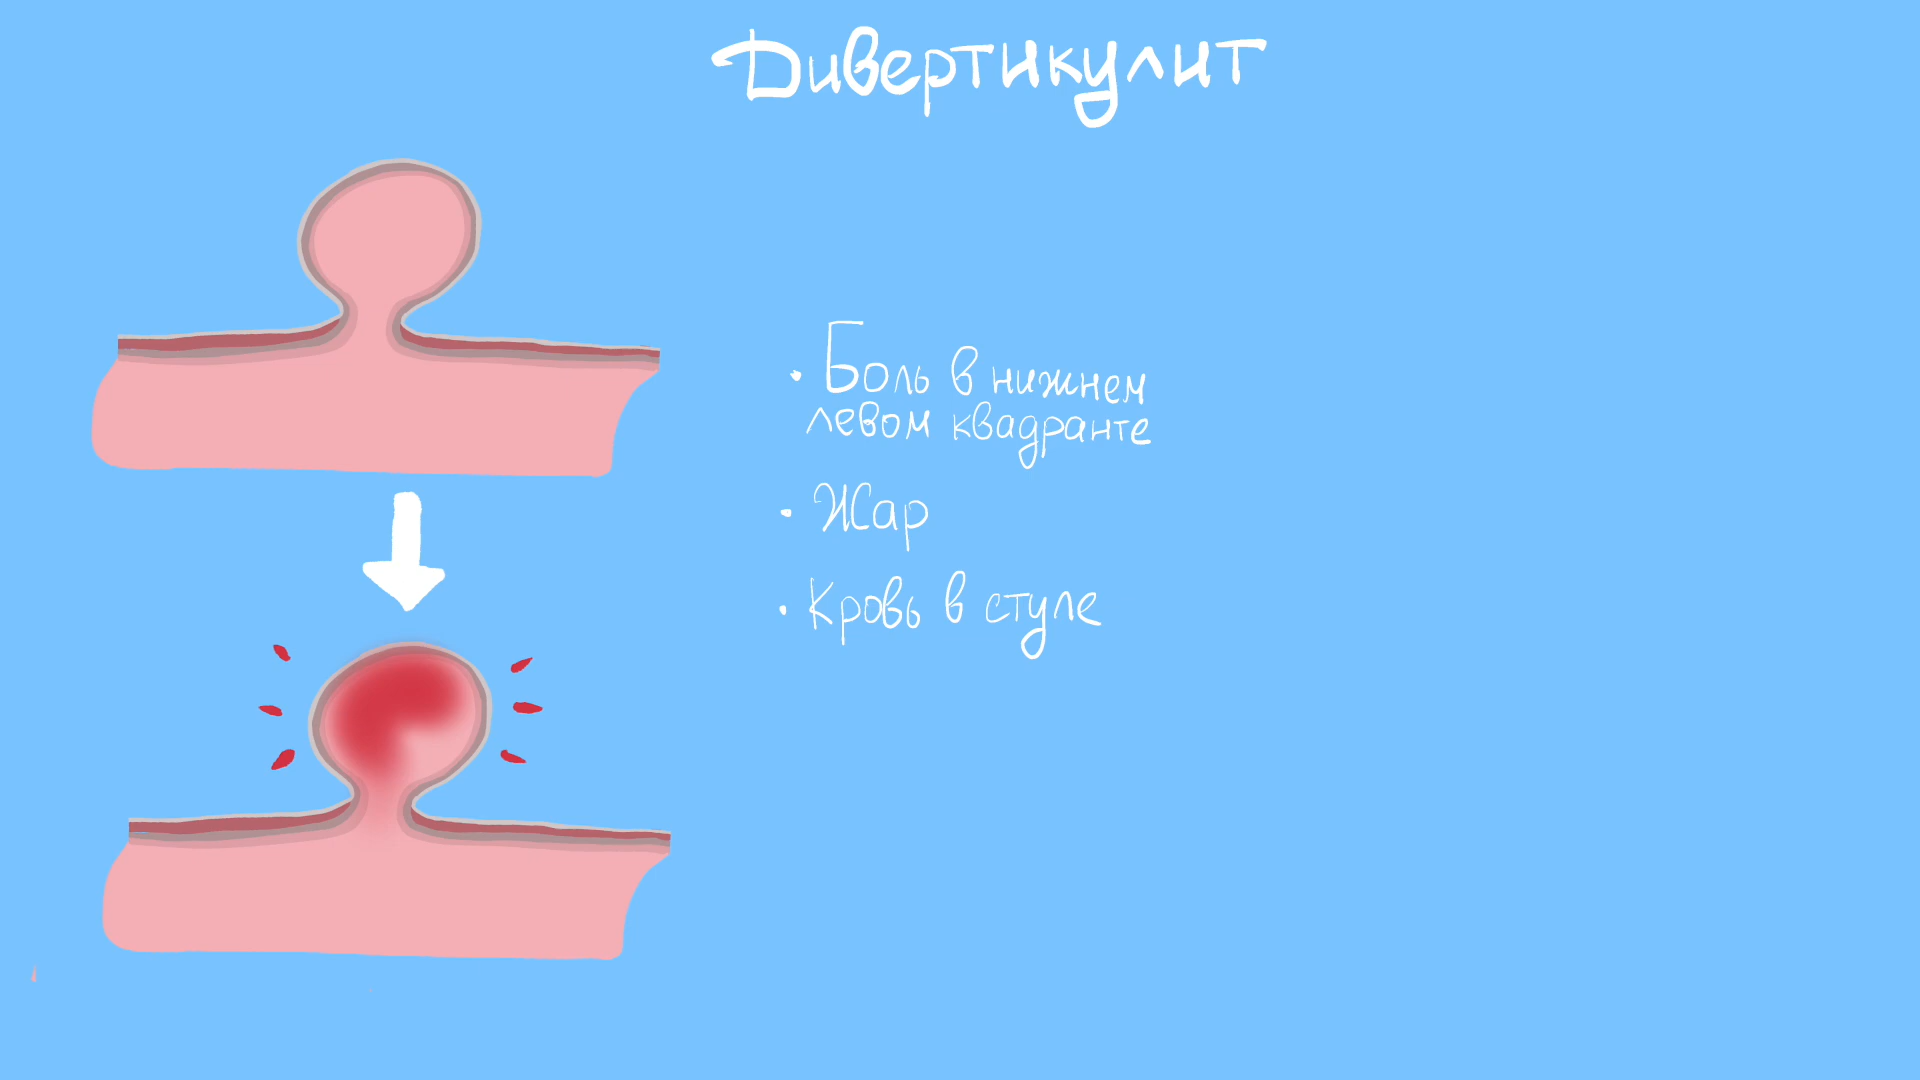 Дивертикулит
· Боль в нижнем
левом квадранте
· Жар
· Кровь в стуле